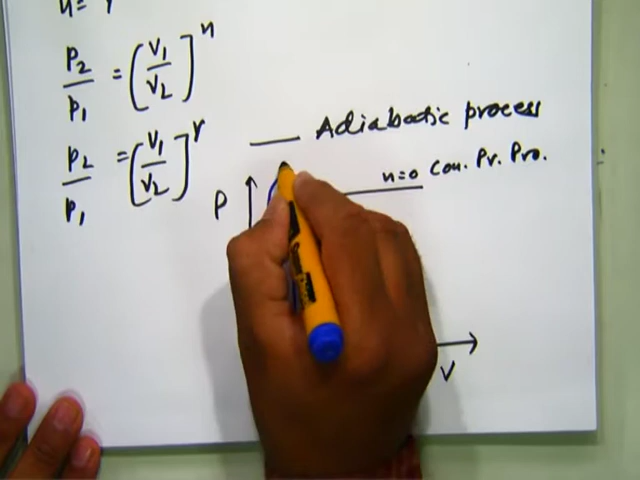 P2/P1 = (V1/V2)^n
P2/P1 = (V1/V2)^γ
Adiabatic process
n=0 Con. Pr. Pro.
P
V